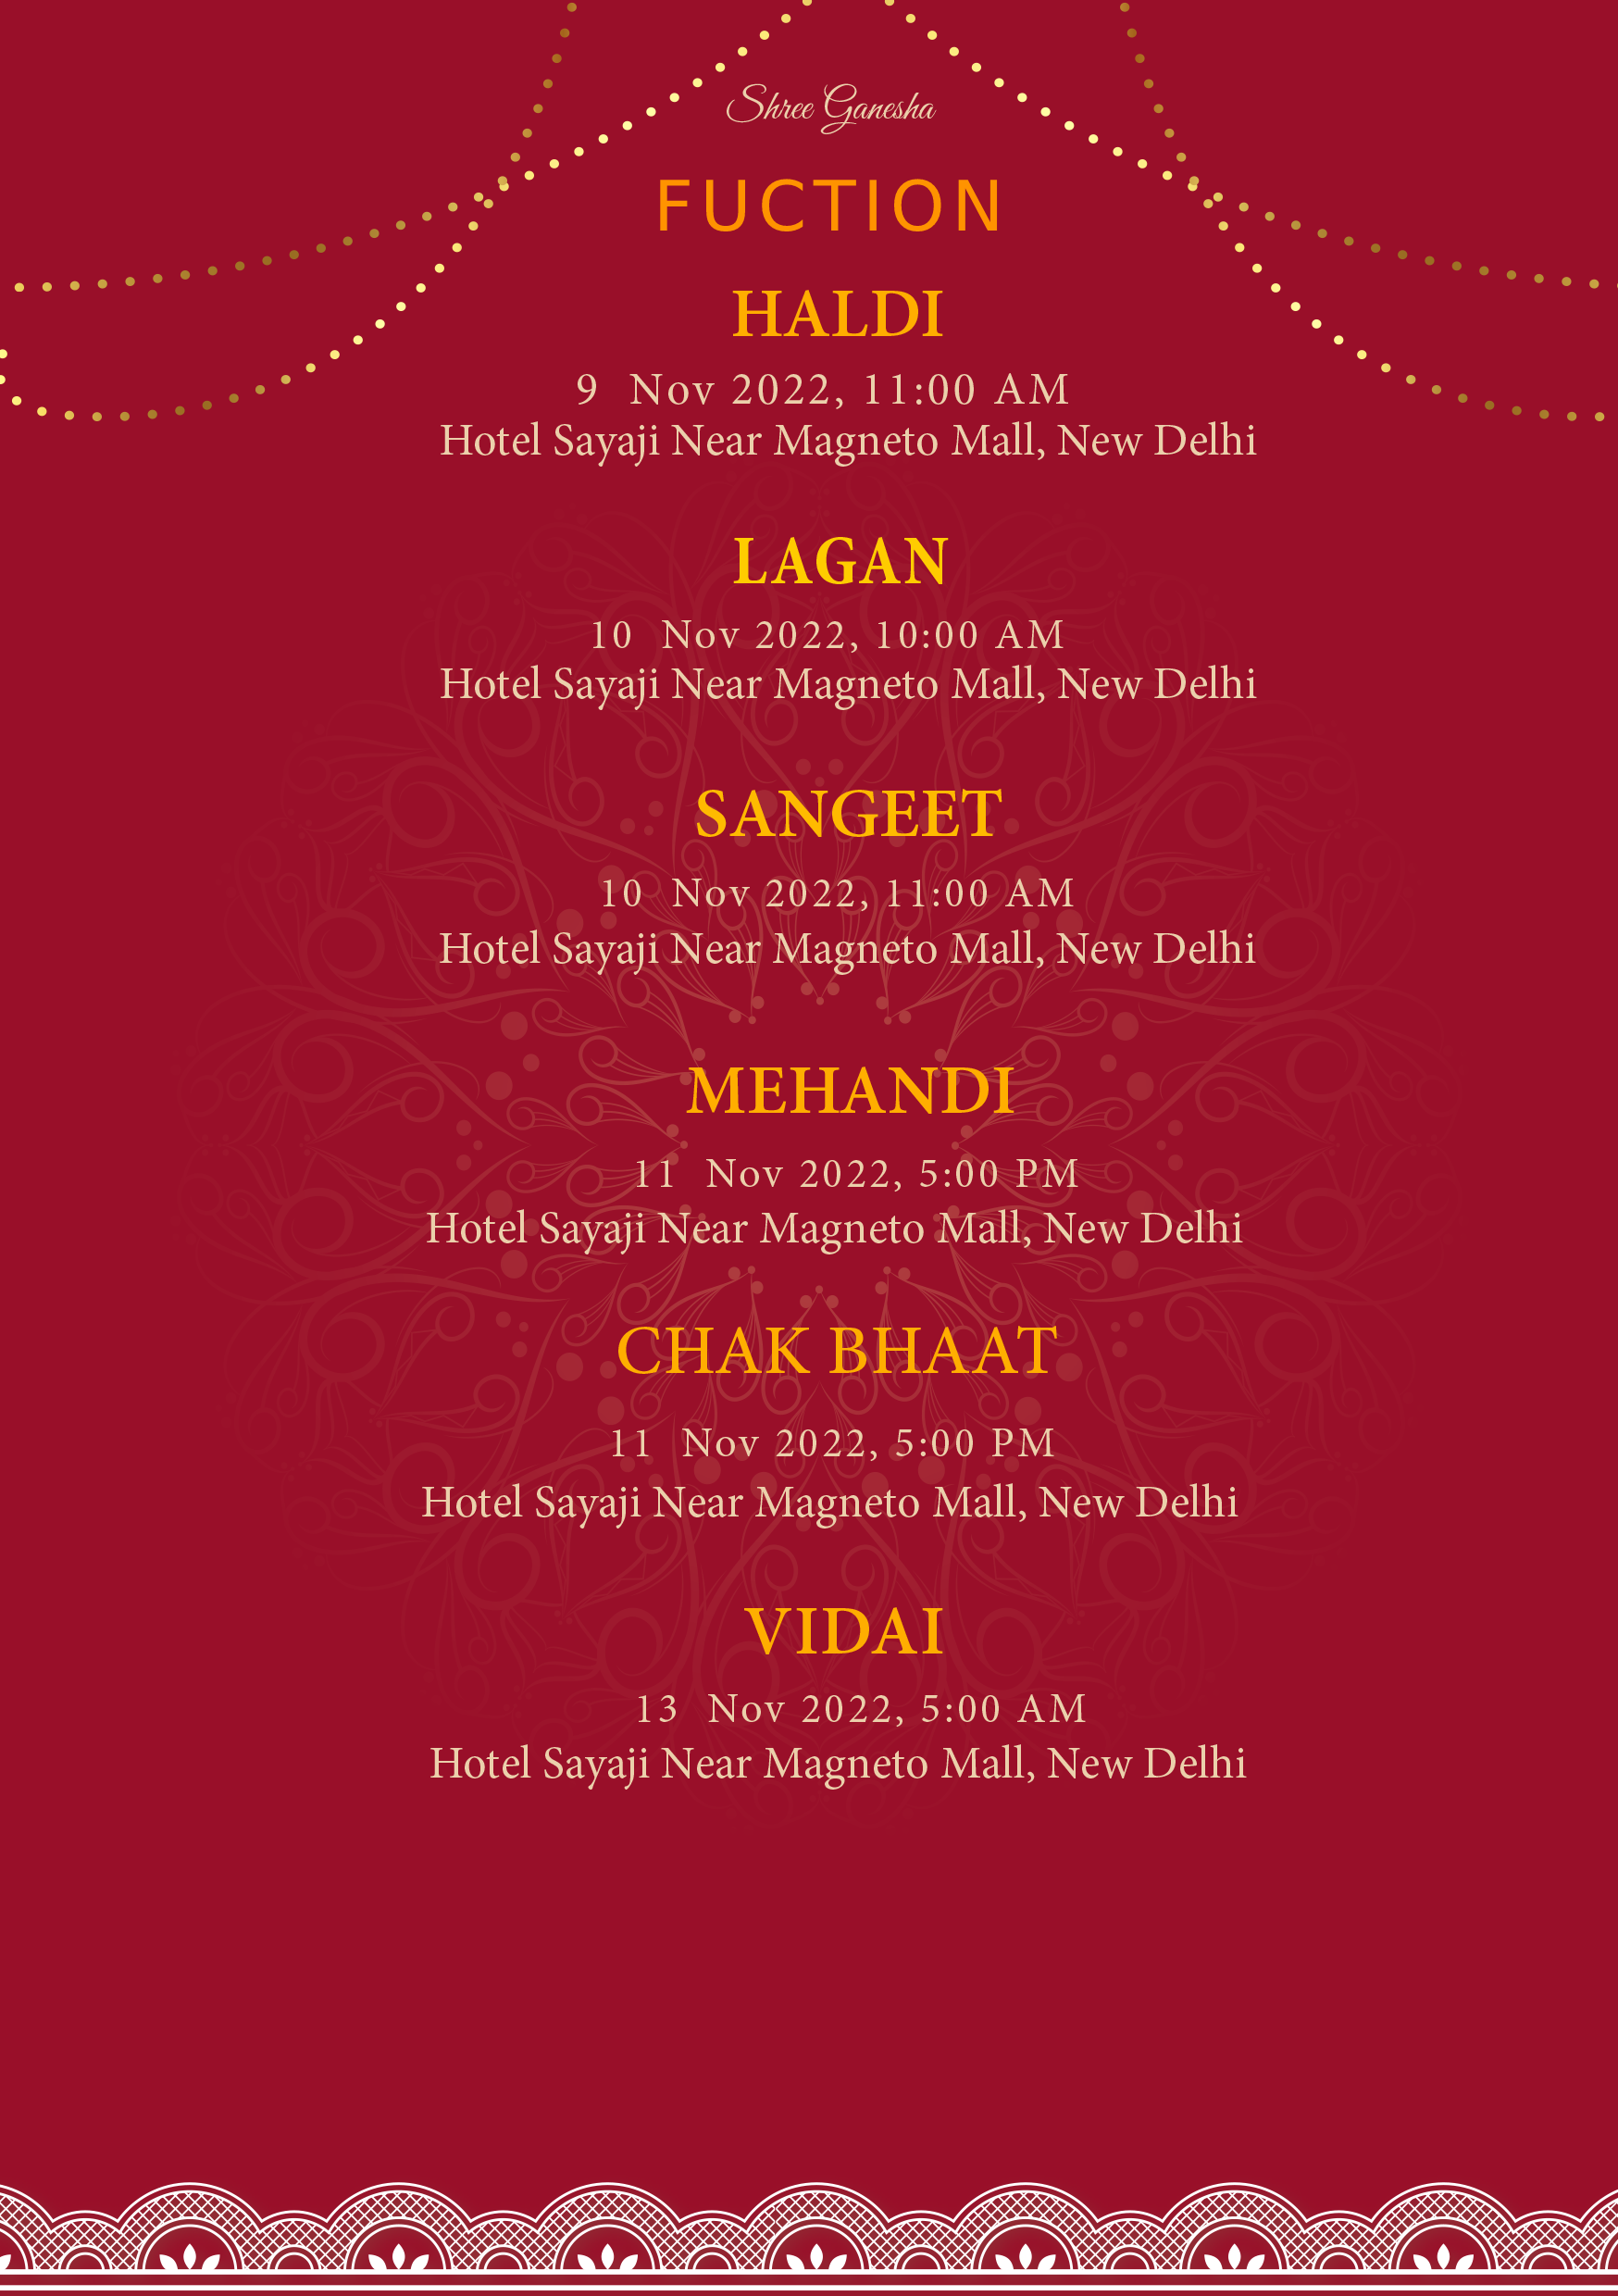 Shree Ganesha
FUCTION
HALDI
9 Nov 2022, 11:00 AM
Hotel Sayaji Near Magneto Mall, New Delhi
LAGAN
10 Nov 2022, 10:00 AM
Hotel Sayaji Near Magneto Mall, New Delhi
SANGEET
10 Nov 2022, 11:00 AM
Hotel Sayaji Near Magneto Mall, New Delhi
MEHANDI
11 Nov 2022, 5:00 PM
Hotel Sayaji Near Magneto Mall, New Delhi
CHAK BHAAT
11 Nov 2022, 5:00 PM
Hotel Sayaji Near Magneto Mall, New Delhi
VIDAI
13 Nov 2022, 5:00 AM
Hotel Sayaji Near Magneto Mall, New Delhi